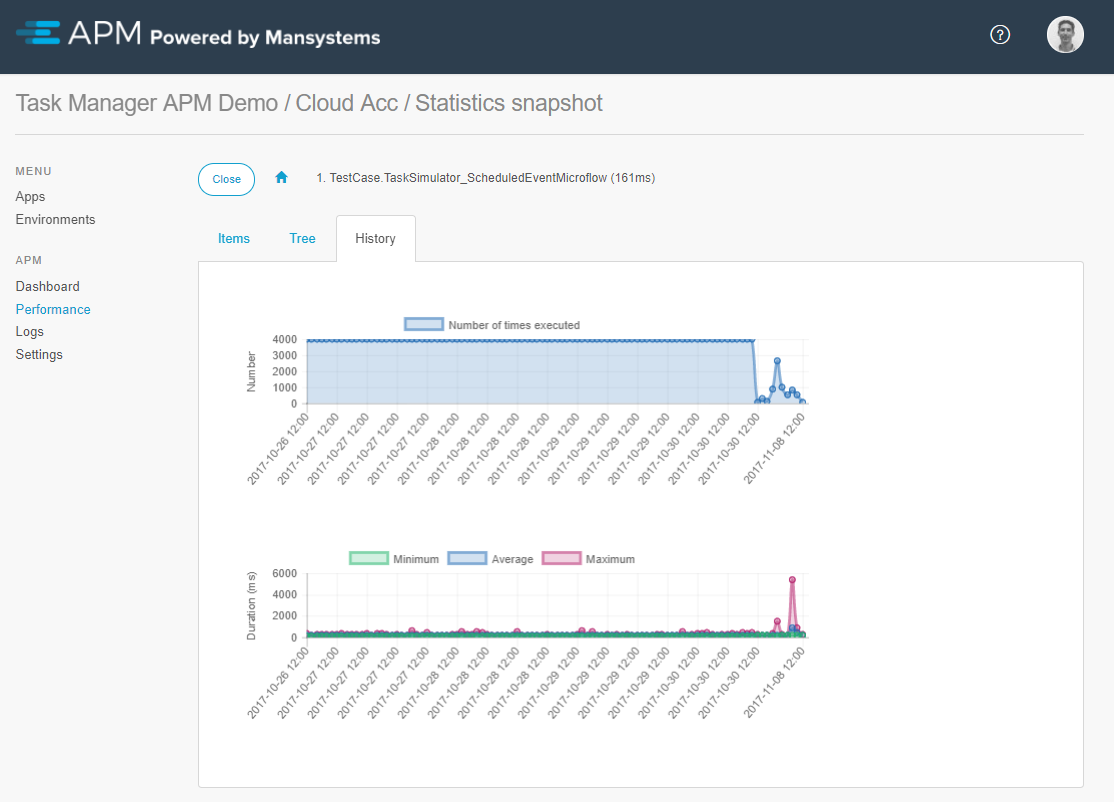 APM Powered by Mansystems
?
Task Manager APM Demo / Cloud Acc / Statistics snapshot
MENU
Apps
Environments
APM
Dashboard
Performance
Logs
Settings
Close
1. TestCase.TaskSimulator_ScheduledEventMicroflow (161ms)
Items
Tree
History
Number of times executed
Number
4000
3000
2000
1000
0
2017-10-26 12:00
2017-10-27 12:00
2017-10-27 12:00
2017-10-27 12:00
2017-10-27 12:00
2017-10-28 12:00
2017-10-28 12:00
2017-10-28 12:00
2017-10-29 12:00
2017-10-29 12:00
2017-10-29 12:00
2017-10-29 12:00
2017-10-29 12:00
2017-10-30 12:00
2017-10-30 12:00
2017-10-30 12:00
2017-11-08 12:00
Minimum
Average
Maximum
Duration (ms)
6000
4000
2000
0
2017-10-26 12:00
2017-10-27 12:00
2017-10-27 12:00
2017-10-27 12:00
2017-10-27 12:00
2017-10-28 12:00
2017-10-28 12:00
2017-10-28 12:00
2017-10-29 12:00
2017-10-29 12:00
2017-10-29 12:00
2017-10-29 12:00
2017-10-29 12:00
2017-10-30 12:00
2017-10-30 12:00
2017-10-30 12:00
2017-11-08 12:00